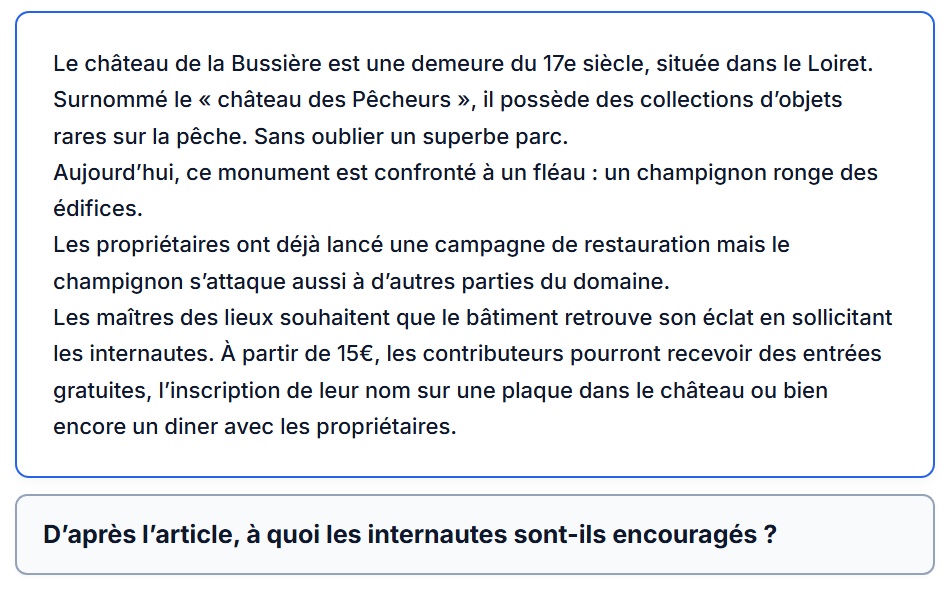 Le château de la Bussière est une demeure du 17e siècle, située dans le Loiret.
Surnommé le « château des Pêcheurs », il possède des collections d’objets
rares sur la pêche. Sans oublier un superbe parc.
Aujourd’hui, ce monument est confronté à un fléau : un champignon ronge des
édifices.
Les propriétaires ont déjà lancé une campagne de restauration mais le
champignon s’attaque aussi à d’autres parties du domaine.
Les maîtres des lieux souhaitent que le bâtiment retrouve son éclat en sollicitant
les internautes. À partir de 15€, les contributeurs pourront recevoir des entrées
gratuites, l’inscription de leur nom sur une plaque dans le château ou bien
encore un diner avec les propriétaires.
D’après l’article, à quoi les internautes sont-ils encouragés ?